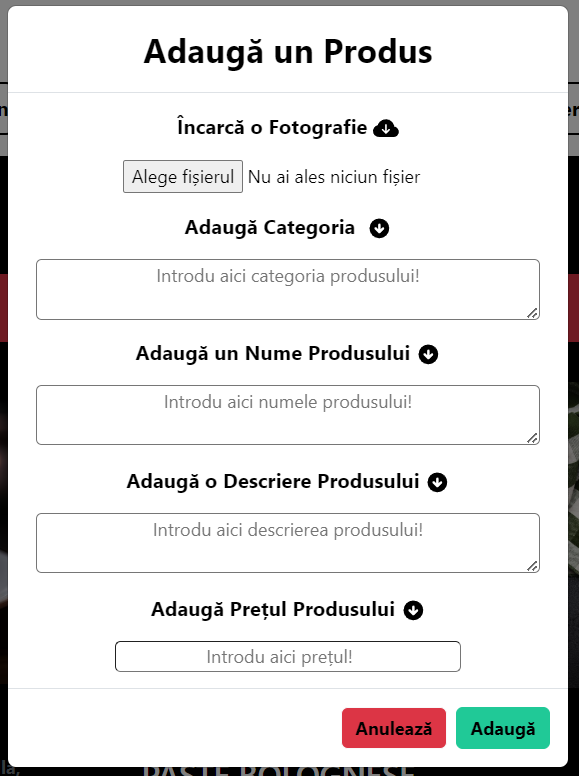 Adaugă un Produs
Încarcă o Fotografie
Alege fișierul Nu ai ales niciun fișier
Adaugă Categoria
Introdu aici categoria produsului!
Adaugă un Nume Produsului
Introdu aici numele produsului!
Adaugă o Descriere Produsului
Introdu aici descrierea produsului!
Adaugă Prețul Produsului
Introdu aici prețul!
Anulează Adaugă
PASTE BOLOGNESE